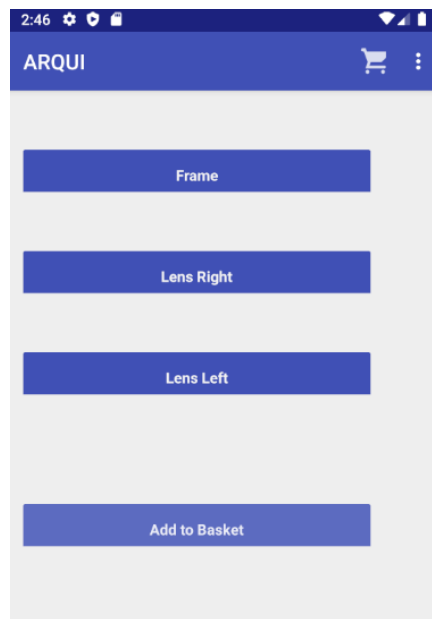 2:46
ARQUI
Frame
Lens Right
Lens Left
Add to Basket